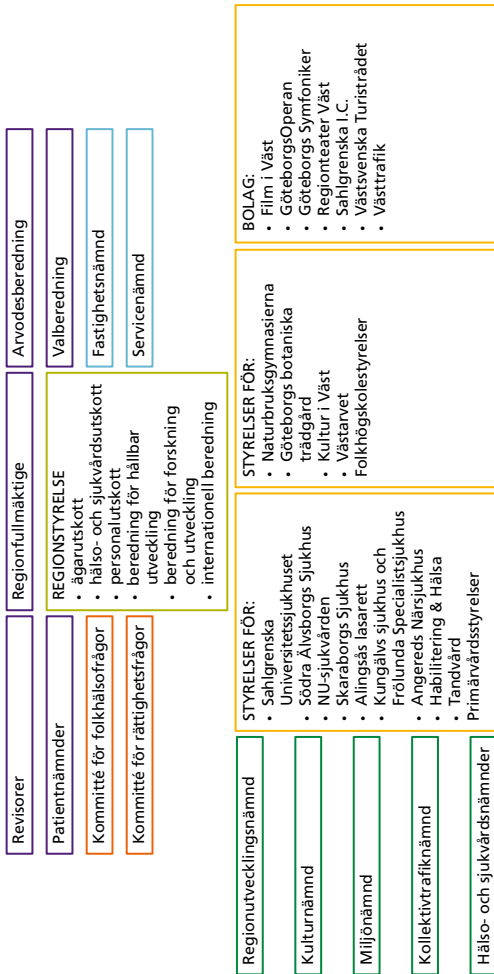 Revisorer
Regionfullmäktige
Arvodesberedning
Patientnämnder
Valberedning
Kommitté för folkhälsofrågor
Kommitté för rättighetsfrågor
REGIONSTYRELSE
• ägarutskott
• hälso- och sjukvårdsutskott
• personalutskott
• beredning för hållbar
utveckling
• beredning för forskning
och utveckling
• internationell beredning
Fastighetsnämnd
Servicenämnd
Regionutvecklingsnämnd
Kulturnämnd
Miljönämnd
Kollektivtrafiknämnd
Hälso- och sjukvårdsnämnder
STYRELSER FÖR:
• Sahlgrenska
Universitetssjukhuset
• Södra Älvsborgs Sjukhus
• NU-sjukvården
• Skaraborgs Sjukhus
• Alingsås lasarett
• Kungälvs sjukhus och
Frölunda Specialistsjukhus
• Angereds Närsjukhus
• Habilitering & Hälsa
• Tandvård
Primärvårdsstyrelser
STYRELSER FÖR:
• Naturbruksgymnasierna
• Göteborgs botaniska
trädgård
• Kultur i Väst
• Västarvet
Folkhögskolestyrelser
BOLAG:
• Film i Väst
• GöteborgsOperan
• Göteborgs Symfoniker
• Regionteater Väst
• Sahlgrenska I.C.
• Västsvenska Turistrådet
• Västtrafik